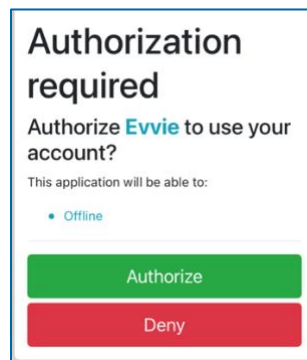 Authorization
required
Authorize Evvie to use your
account?
This application will be able to:
Offline
Authorize
Deny